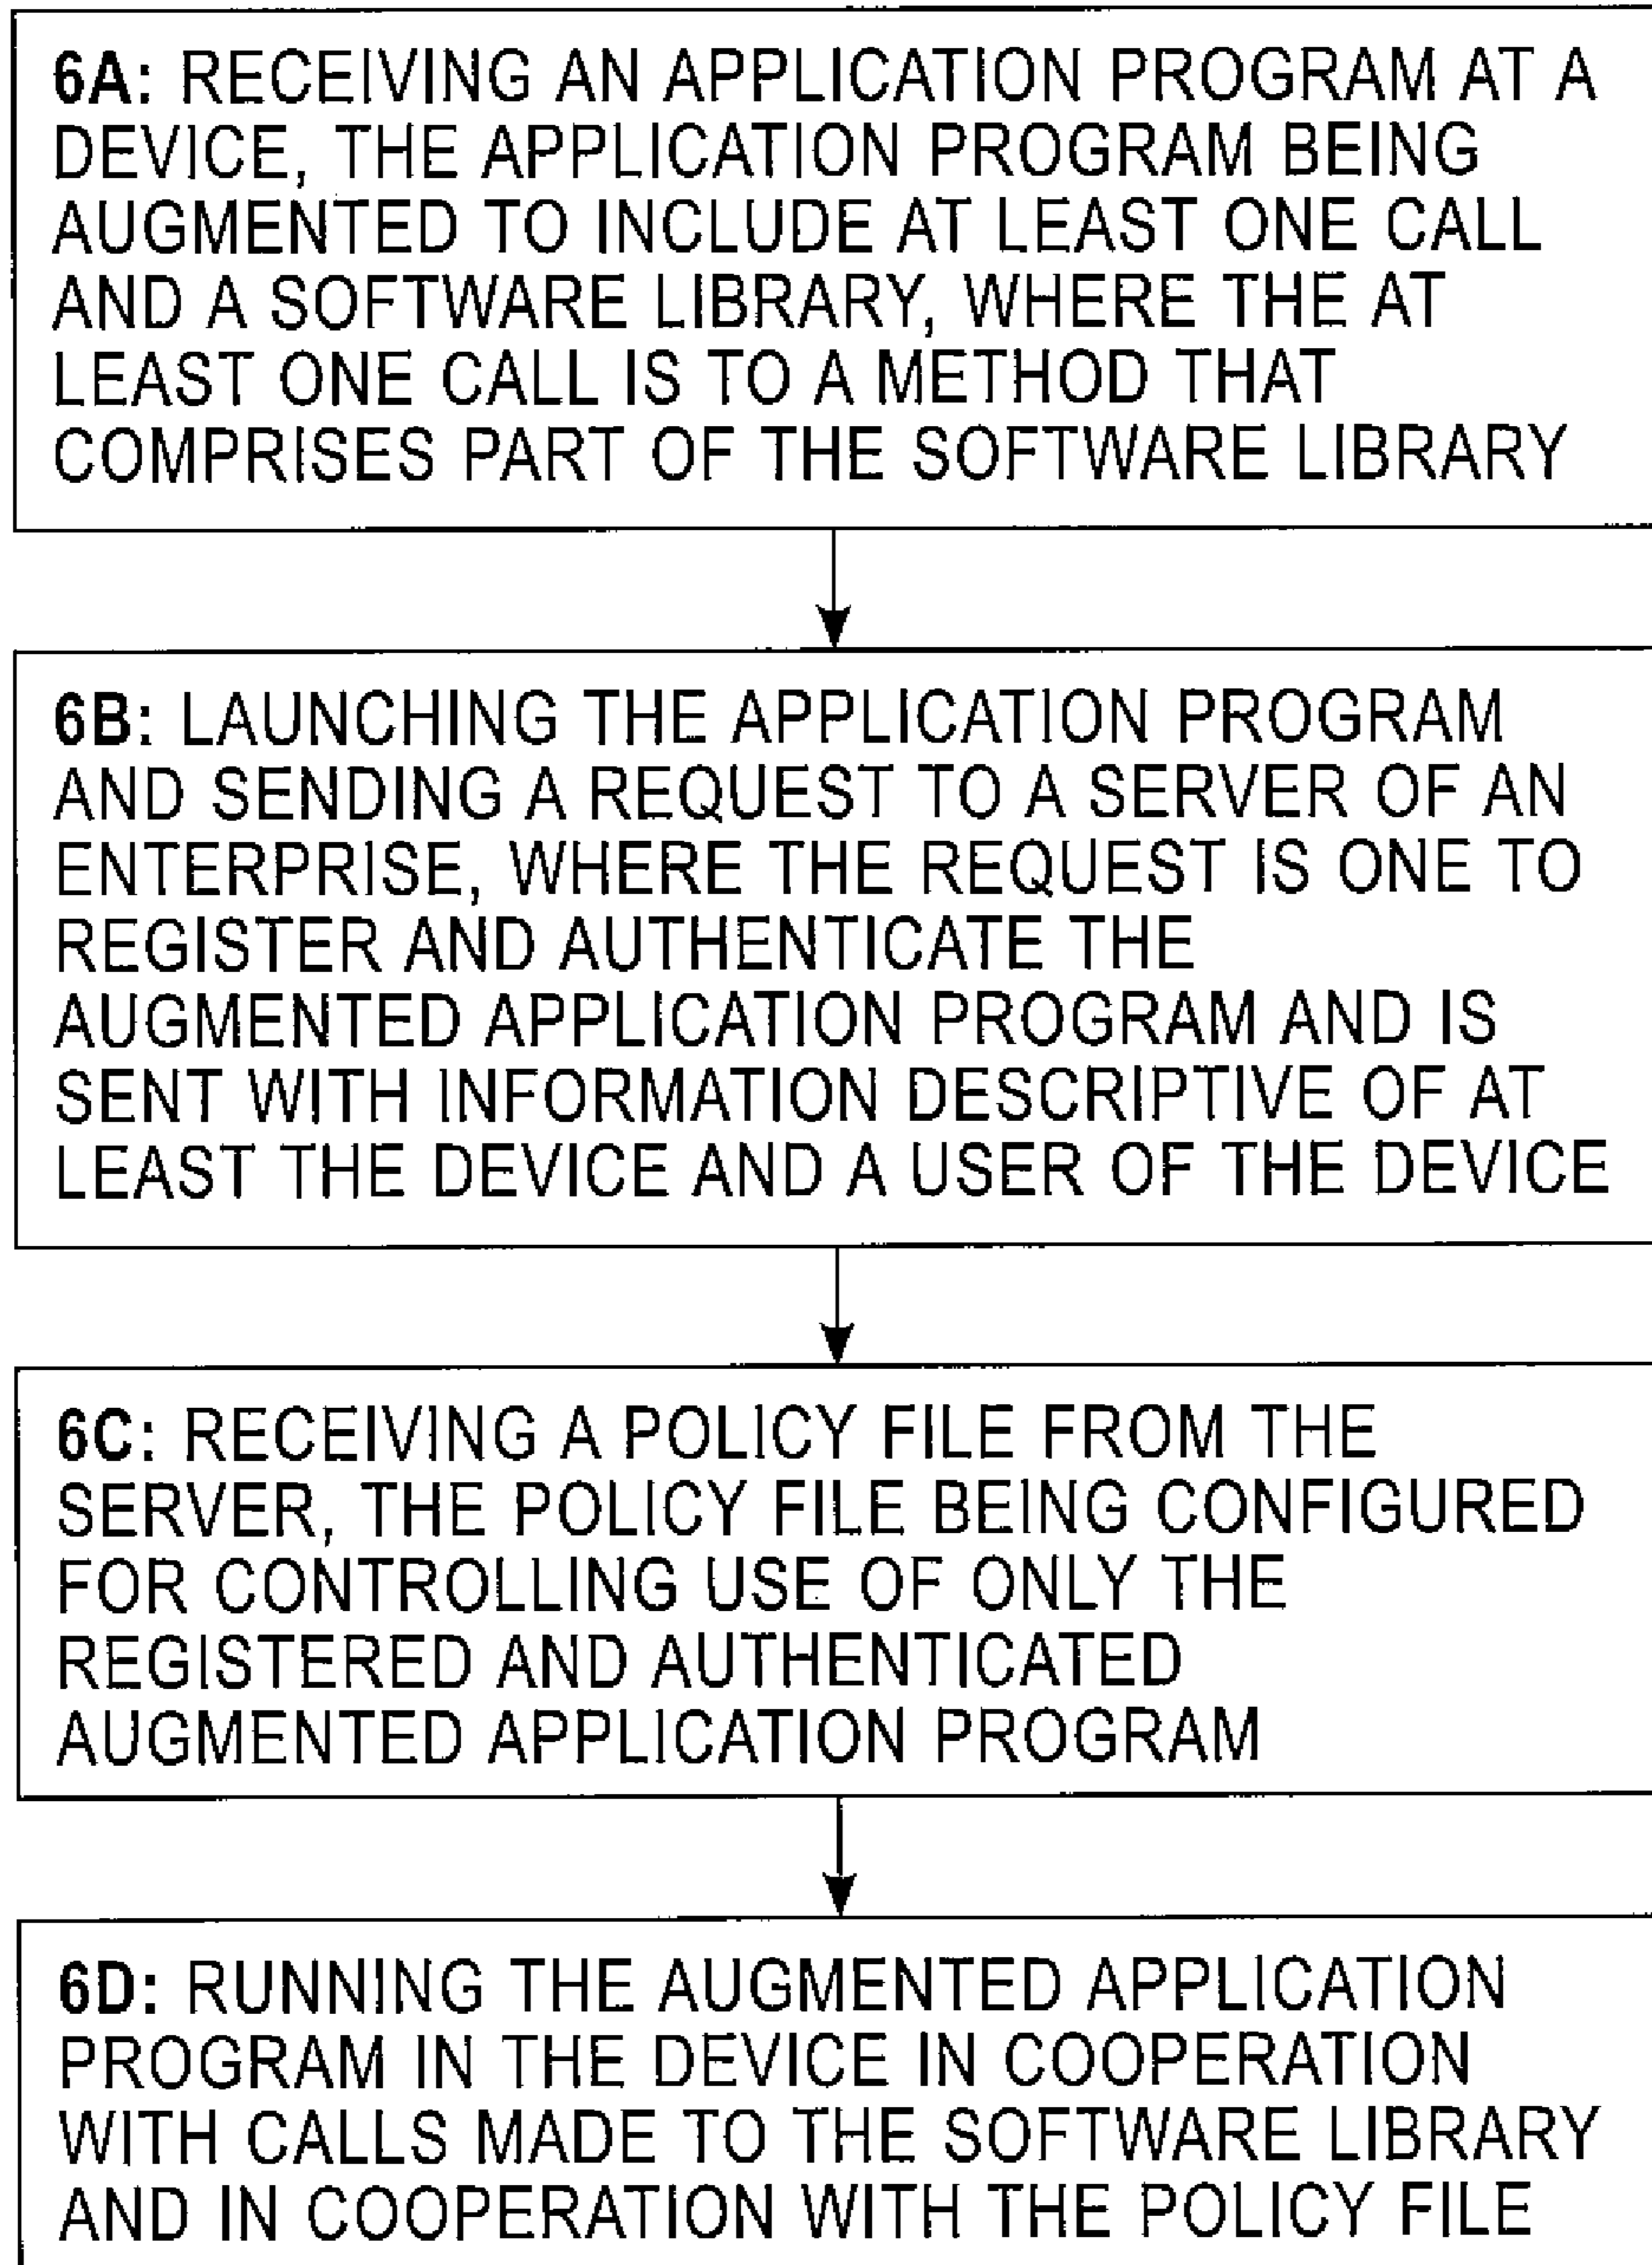 6A: RECEIVING AN APPLICATION PROGRAM AT A
DEVICE, THE APPLICATION PROGRAM BEING
AUGMENTED TO INCLUDE AT LEAST ONE CALL
AND A SOFTWARE LIBRARY, WHERE THE AT
LEAST ONE CALL IS TO A METHOD THAT
COMPRISES PART OF THE SOFTWARE LIBRARY
6B: LAUNCHING THE APPLICATION PROGRAM
AND SENDING A REQUEST TO A SERVER OF AN
ENTERPRISE, WHERE THE REQUEST IS ONE TO
REGISTER AND AUTHENTICATE THE
AUGMENTED APPLICATION PROGRAM AND IS
SENT WITH INFORMATION DESCRIPTIVE OF AT
LEAST THE DEVICE AND A USER OF THE DEVICE
6C: RECEIVING A POLICY FILE FROM THE
SERVER, THE POLICY FILE BEING CONFIGURED
FOR CONTROLLING USE OF ONLY THE
REGISTERED AND AUTHENTICATED
AUGMENTED APPLICATION PROGRAM
6D: RUNNING THE AUGMENTED APPLICATION
PROGRAM IN THE DEVICE IN COOPERATION
WITH CALLS MADE TO THE SOFTWARE LIBRARY
AND IN COOPERATION WITH THE POLICY FILE